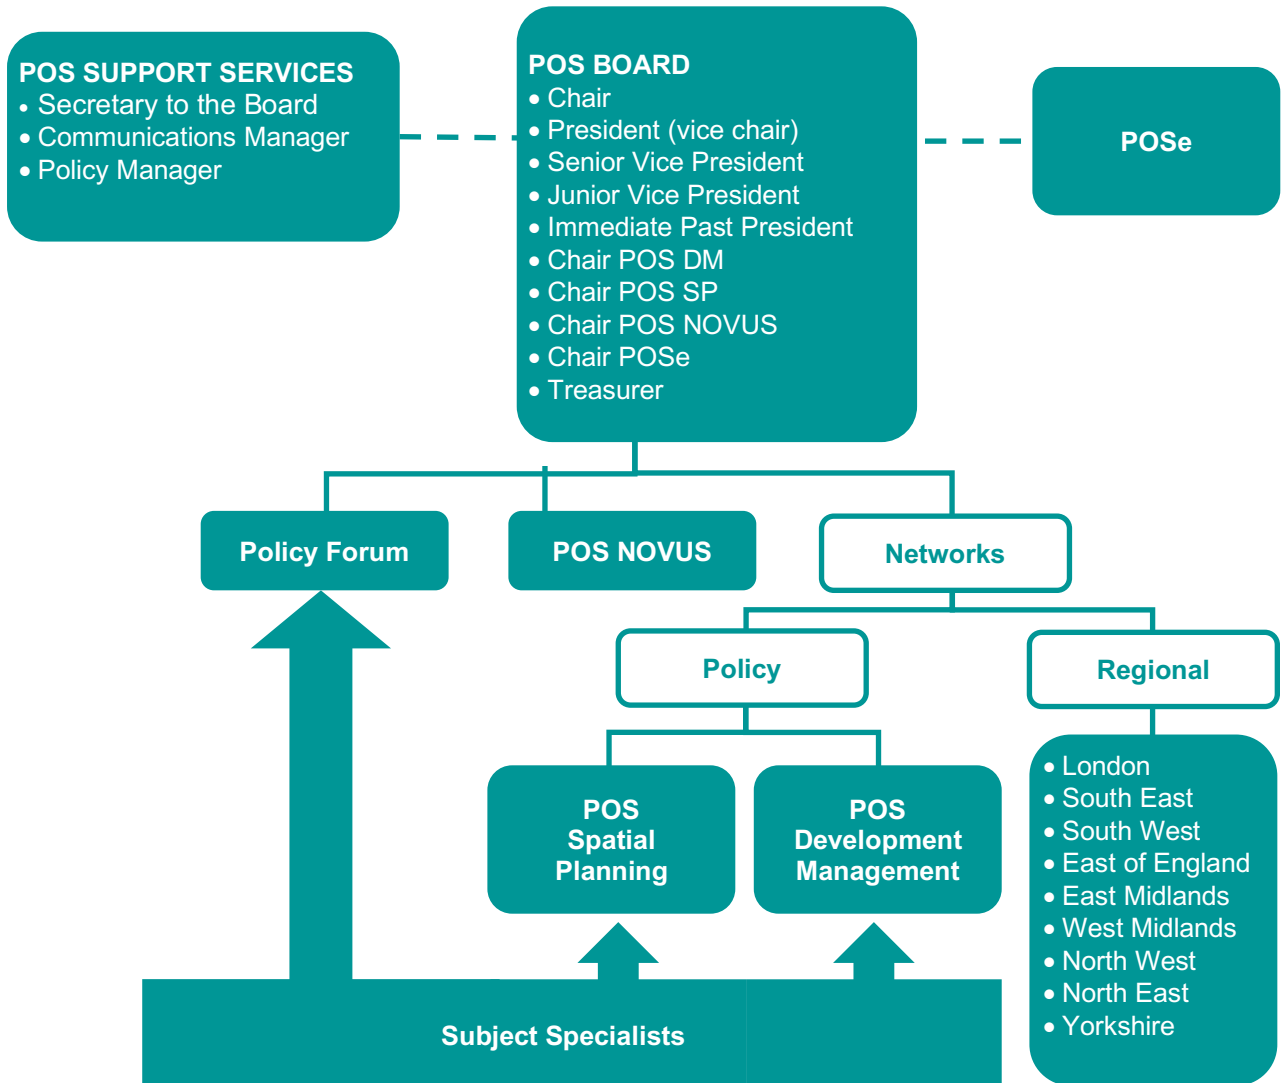 POS SUPPORT SERVICES
• Secretary to the Board
• Communications Manager
• Policy Manager
POS BOARD
• Chair
• President (vice chair)
• Senior Vice President
• Junior Vice President
• Immediate Past President
• Chair POS DM
• Chair POS SP
• Chair POS NOVUS
• Chair POSe
• Treasurer
POSe
Policy Forum
POS NOVUS
Networks
Policy
Regional
POS
Spatial
Planning
POS
Development
Management
• London
• South East
• South West
• East of England
• East Midlands
• West Midlands
• North West
• North East
• Yorkshire
Subject Specialists